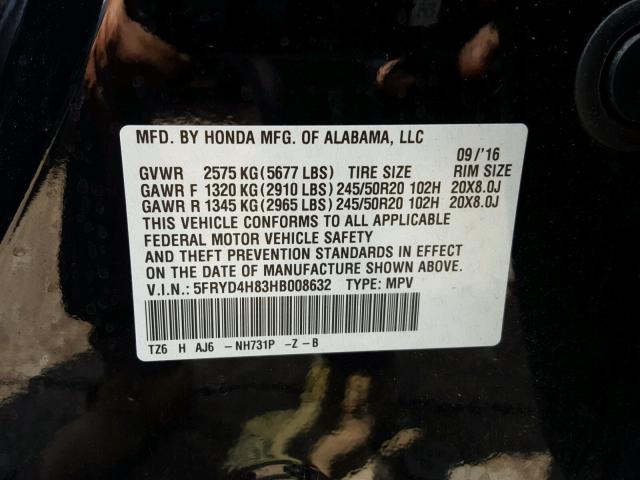 MFD. BY HONDA MFG. OF ALABAMA, LLC
09/'16
GVWR 2575 KG(5677 LBS) TIRE SIZE RIM SIZE
GAWR F 1320 KG(2910 LBS) 245/50R20 102H 20X8.0J
GAWR R 1345 KG(2965 LBS) 245/50R20 102H 20X8.0J
THIS VEHICLE CONFORMS TO ALL APPLICABLE
FEDERAL MOTOR VEHICLE SAFETY
AND THEFT PREVENTION STANDARDS IN EFFECT
ON THE DATE OF MANUFACTURE SHOWN ABOVE.
V.I.N.: 5FRYD4H83HB008632 TYPE: MPV
TZ6 H AJ6 -NH731P -Z -B